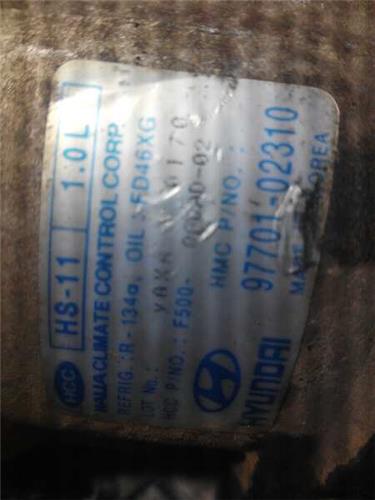 HCC HS-11 1.0L
HALLA CLIMATE CONTROL CORP.
REFRIG.:R-134a, OIL :FD46XG
LOT No.:
HCC P/NO.: F500-
HYUNDAI HMC P/NO.:
97701-02310
MADE KOREA